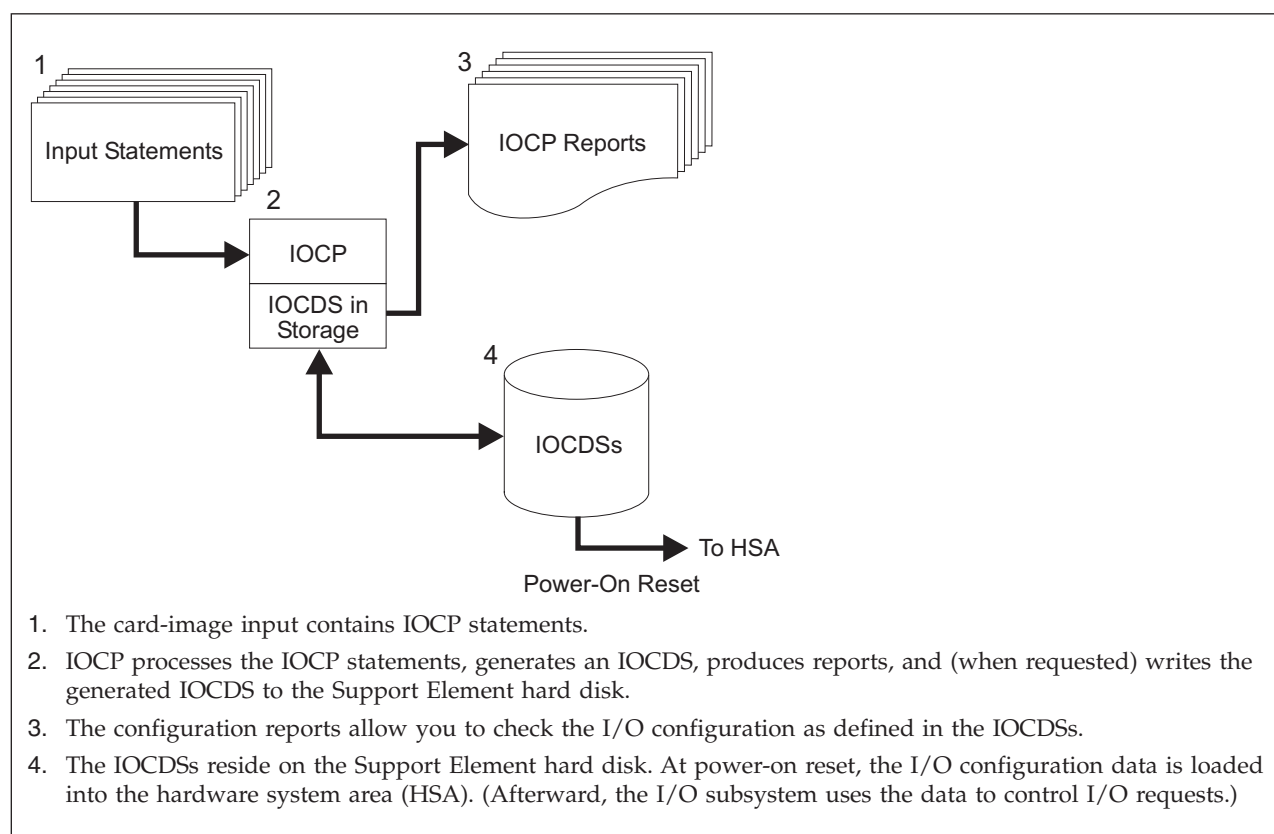 1
Input Statements
2
IOCP
IOCDS in
Storage
3
IOCP Reports
4
IOCDSs
To HSA
Power-On Reset
1. The card-image input contains IOCP statements.
2. IOCP processes the IOCP statements, generates an IOCDS, produces reports, and (when requested) writes the
generated IOCDS to the Support Element hard disk.
3. The configuration reports allow you to check the I/O configuration as defined in the IOCDSs.
4. The IOCDSs reside on the Support Element hard disk. At power-on reset, the I/O configuration data is loaded
into the hardware system area (HSA). (Afterward, the I/O subsystem uses the data to control I/O requests.)